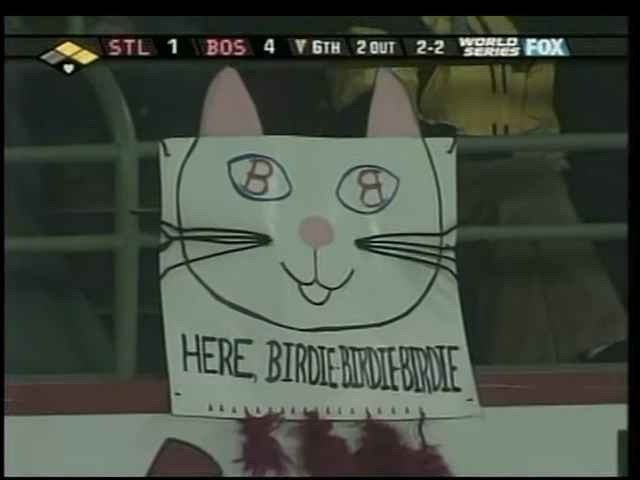 STL 1 BOS 4 6TH 2 OUT 2-2 WORLD SERIES FOX
B B
HERE, BIRDIE-BIRDIE-BIRDIE